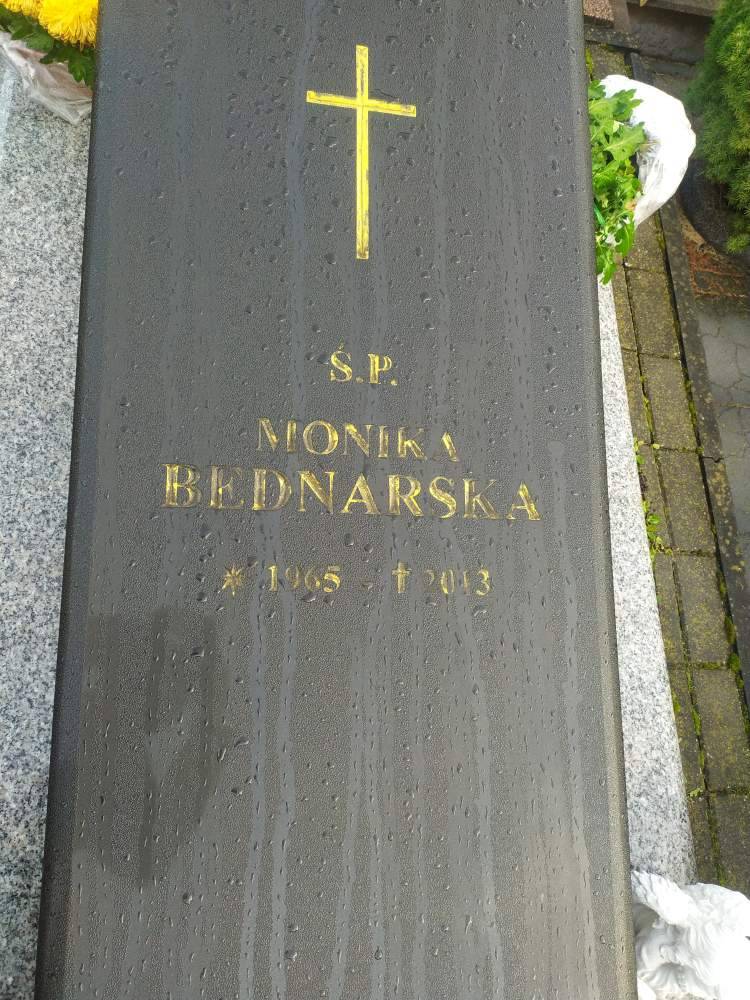 Ś.P.
MONIKA
BEDNARSKA
* 1965 - † 2013